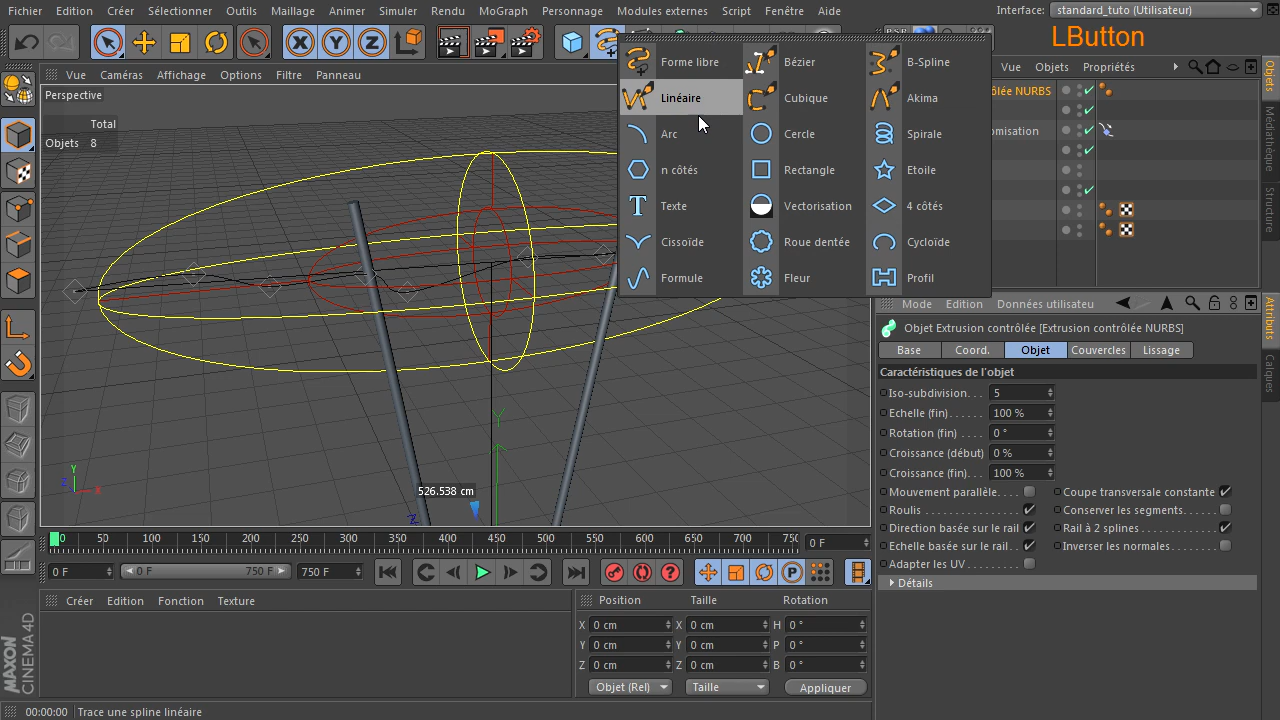 Fichier Edition Créer Sélectionner Outils Maillage Animer Simuler Rendu MoGraph Personnage Modules externes Script Fenêtre Aide Interface: standard_tuto (Utilisateur)
X Y Z PSR
LButton
Vue Caméras Affichage Options Filtre Panneau
Vue Objets Propriétés
Perspective
Total
Objets 8
Forme libre Bézier B-Spline
Linéaire Cubique Akima
Arc Cercle Spirale
n côtés Rectangle Etoile
Texte Vectorisation 4 côtés
Cissoïde Roue dentée Cycloïde
Formule Fleur Profil
ôlée NURBS
omisation
Objets
Médiathèque
Structure
Mode Edition Données utilisateu
Attributs
Calques
Objet Extrusion contrôlée [Extrusion contrôlée NURBS]
Base Coord. Objet Couvercles Lissage
Caractéristiques de l'objet
Iso-subdivision. . . 5
Echelle (fin). . . . . . 100 %
Rotation (fin) . . . . 0 °
Croissance (début) 0 %
Croissance (fin). . . 100 %
Mouvement parallèle. . . . Coupe transversale constante
Roulis . . . . . . . . . . . . . . . Conserver les segments. . . . .
Direction basée sur le rail Rail à 2 splines . . . . . . . . . . .
Echelle basée sur le rail. . Inverser les normales . . . . . . .
Adapter les UV . . . . . . . . .
Détails
Y
526.538 cm
Y
Z X
Z
0 50 100 150 200 250 300 350 400 450 500 550 600 650 700 750 0 F
0 F 0 F 750 F 750 F
P
Créer Edition Fonction Texture
Position Taille Rotation
X 0 cm X 0 cm H 0 °
Y 0 cm Y 0 cm P 0 °
Z 0 cm Z 0 cm B 0 °
Objet (Rel) Taille Appliquer
MAXON
CINEMA 4D
00:00:00 Trace une spline linéaire